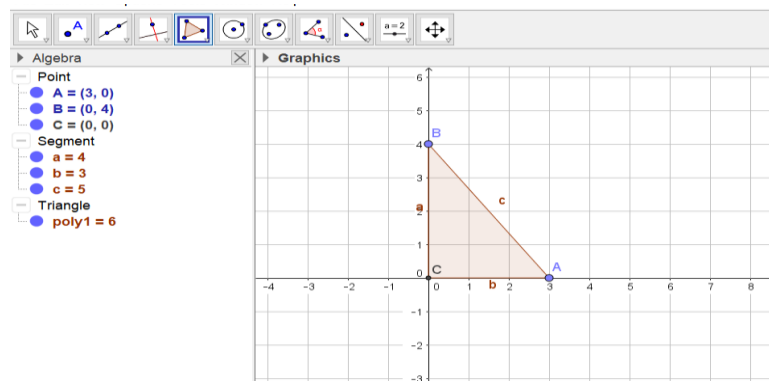 A
α
a = 2
Algebra
Graphics
Point
A = (3, 0)
B = (0, 4)
C = (0, 0)
Segment
a = 4
b = 3
c = 5
Triangle
poly1 = 6
6
5
B
4
3
c
a
2
1
0
C
A
-4
-3
-2
-1
0
1
b
2
3
4
5
6
7
8
-1
-2
-3